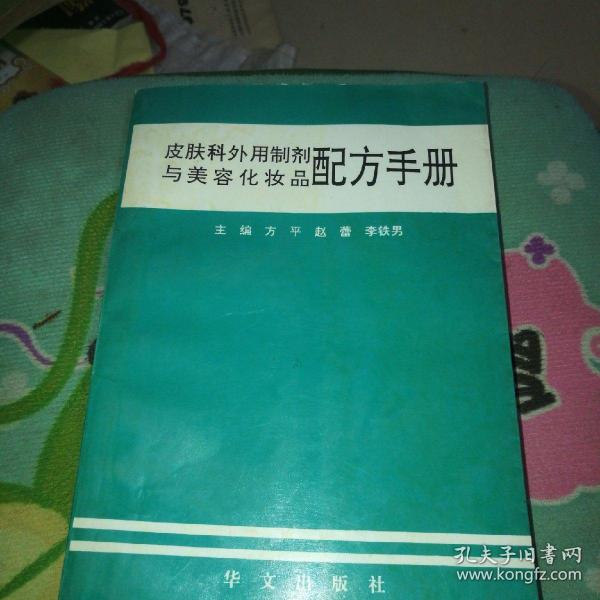 皮肤科外用制剂
与美容化妆品
配方手册
主编 方平 赵蕾 李铁男
华文出版社
孔夫子旧书网
www.kongfz.com